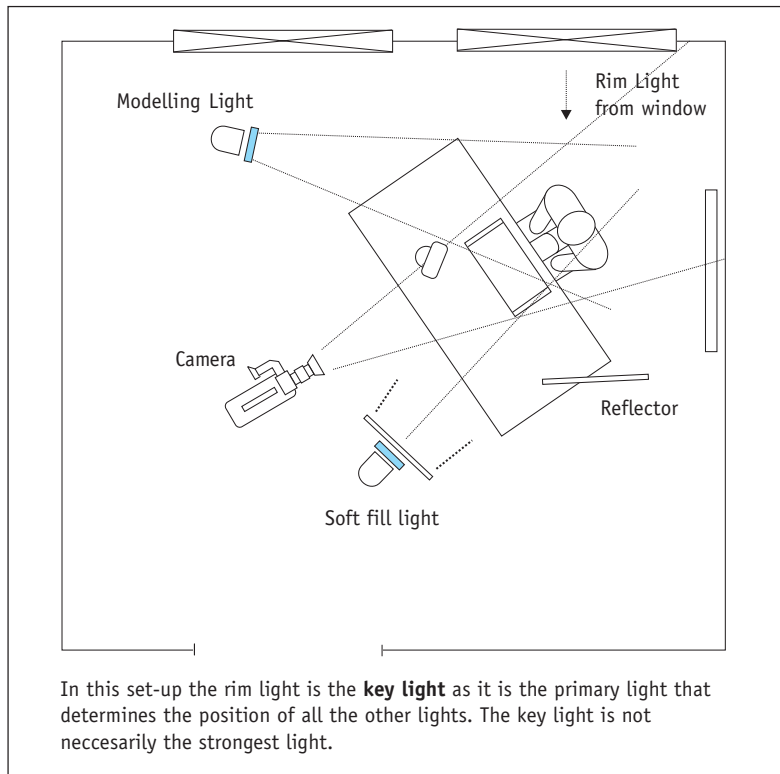 Rim Light
from window
Modelling Light
Camera
Reflector
Soft fill light
In this set-up the rim light is the key light as it is the primary light that
determines the position of all the other lights. The key light is not
neccesarily the strongest light.